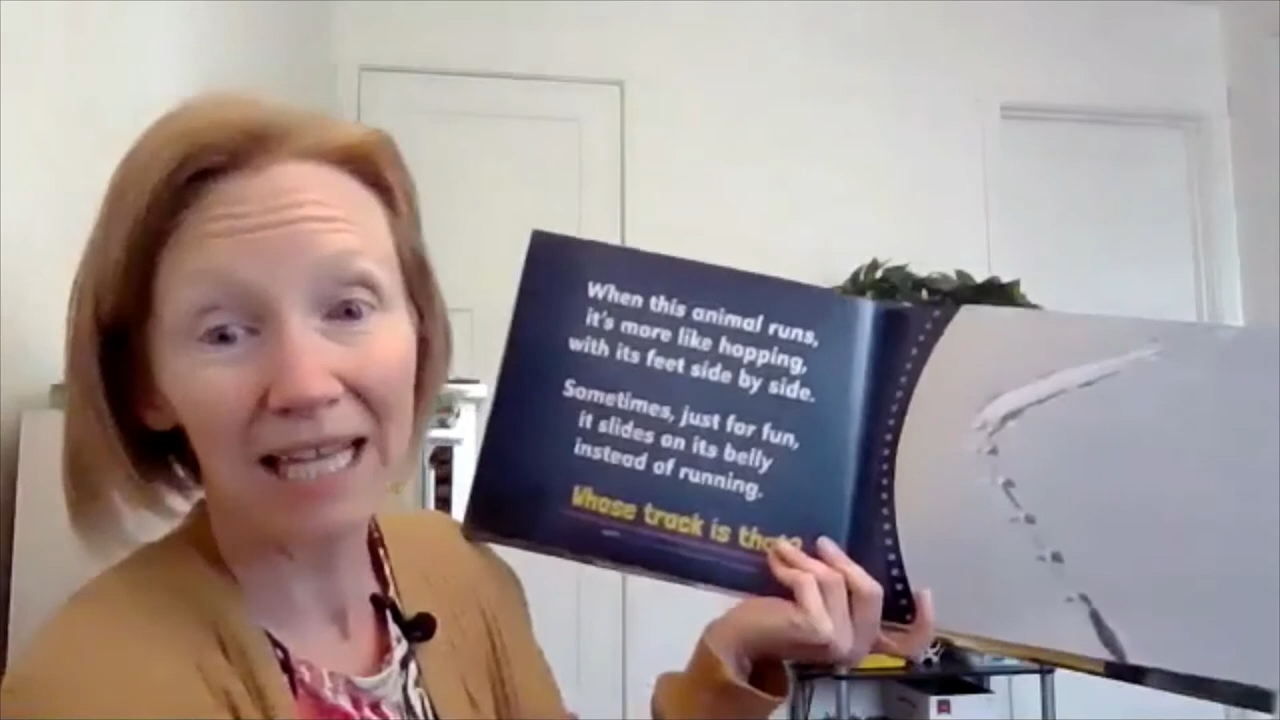 When this animal runs,
it's more like hopping,
with its feet side by side.
Sometimes, just for fun,
it slides on its belly
instead of running.
Whose track is that?